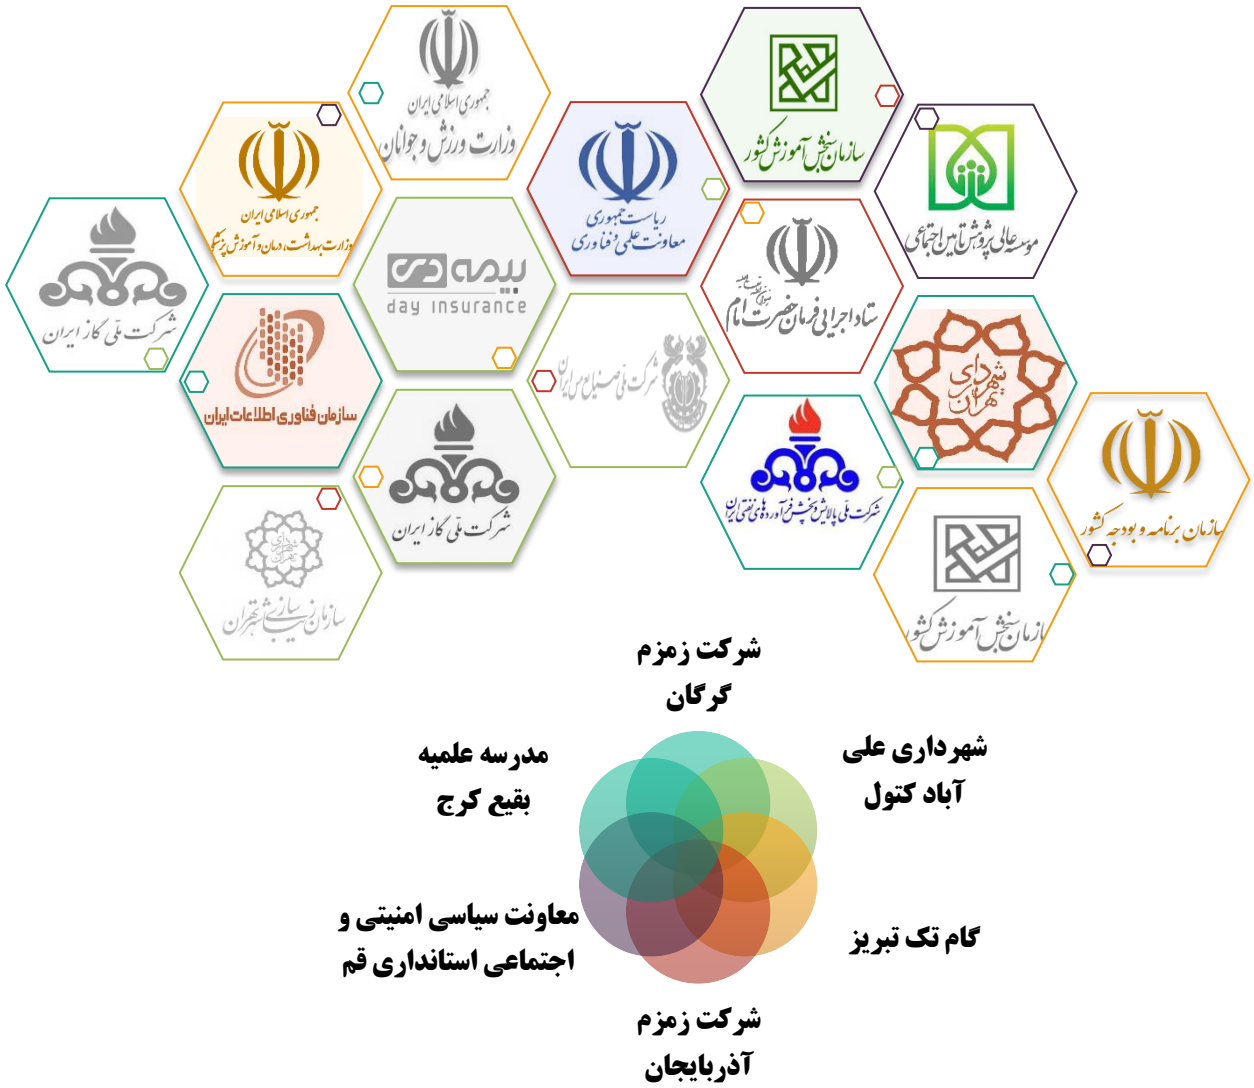 جمهوری اسلامی ایران
وزارت ورزش و جوانان
سازمان سنجش آموزش کشور
جمهوری اسلامی ایران
وزارت بهداشت، درمان و آموزش پزشکی
ریاست جمهوری
معاونت علمی و فناوری
موسسه عالی پژوهش تامین اجتماعی
شرکت ملی گاز ایران
بیمه دی
day insurance
ستاد اجرایی فرمان حضرت امام
سازمان فناوری اطلاعات ایران
شرکت ملی صنایع مس ایران
شهرداری
تهران
شرکت ملی گاز ایران
شرکت ملی پالایش و پخش فرآورده های نفتی ایران
سازمان برنامه و بودجه کشور
شهرداری
تهران
سازمان زیباسازی شهر تهران
ازمان سنجش آموزش کشور
شرکت زمزم
گرگان
شهرداری علی
آباد کتول
مدرسه علمیه
بقیع کرج
معاونت سیاسی امنیتی و
اجتماعی استانداری قم
گام تک تبریز
شرکت زمزم
آذربایجان